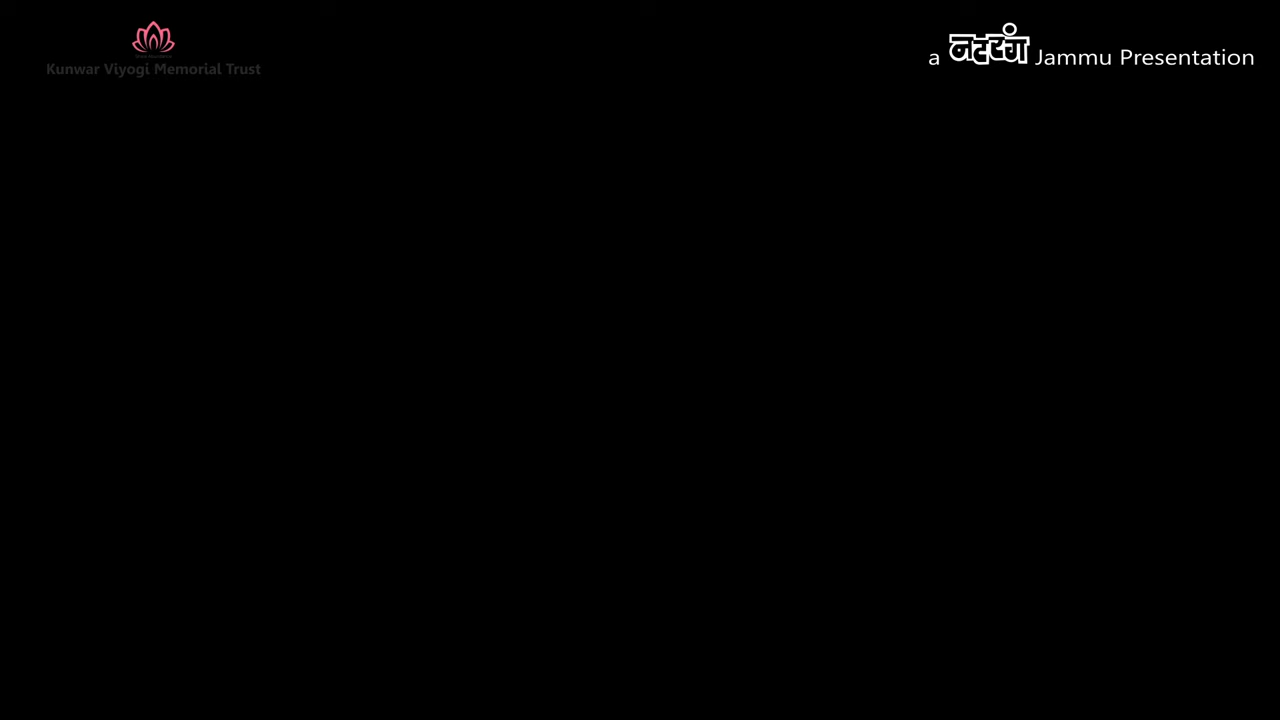 Kunwar Viyogi Memorial Trust
a नटरंग Jammu Presentation